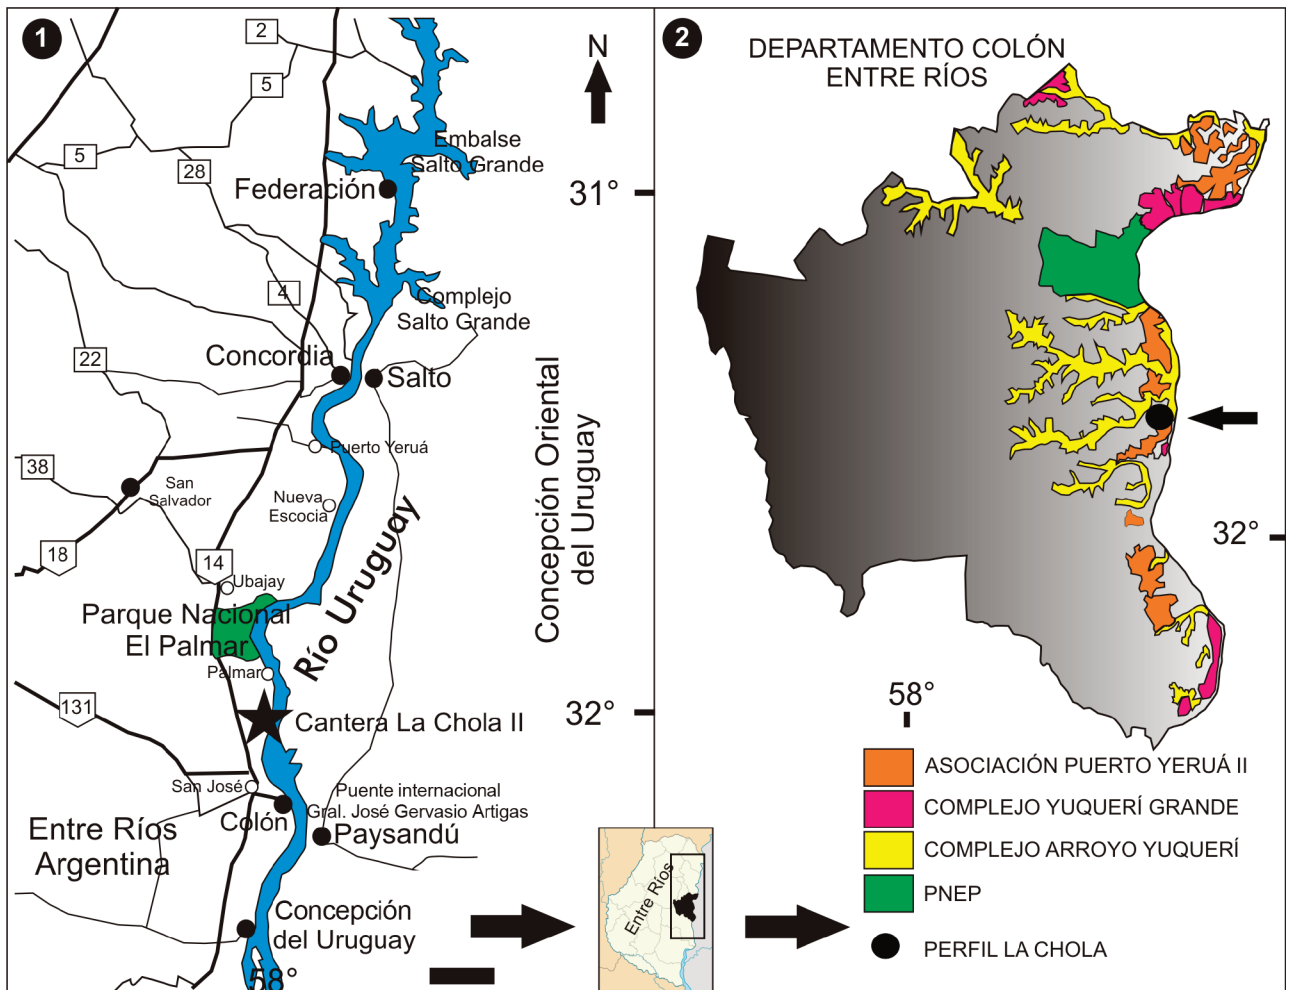 1
2
5
5
28
4
22
38
18
14
131
N
Embalse
Salto Grande
Federación
31°
Complejo
Salto Grande
Concordia
Salto
Puerto Yeruá
Nueva
Escocia
San
Salvador
Ubajay
Parque Nacional
El Palmar
Palmar
Río Uruguay
Concepción Oriental
del Uruguay
Cantera La Chola II
32°
San José
Puente internacional
Gral. José Gervasio Artigas
Colón
Paysandú
Entre Ríos
Argentina
Concepción
del Uruguay
58°
Entre Ríos
2
DEPARTAMENTO COLÓN
ENTRE RÍOS
32°
58°
ASOCIACIÓN PUERTO YERUÁ II
COMPLEJO YUQUERÍ GRANDE
COMPLEJO ARROYO YUQUERÍ
PNEP
PERFIL LA CHOLA